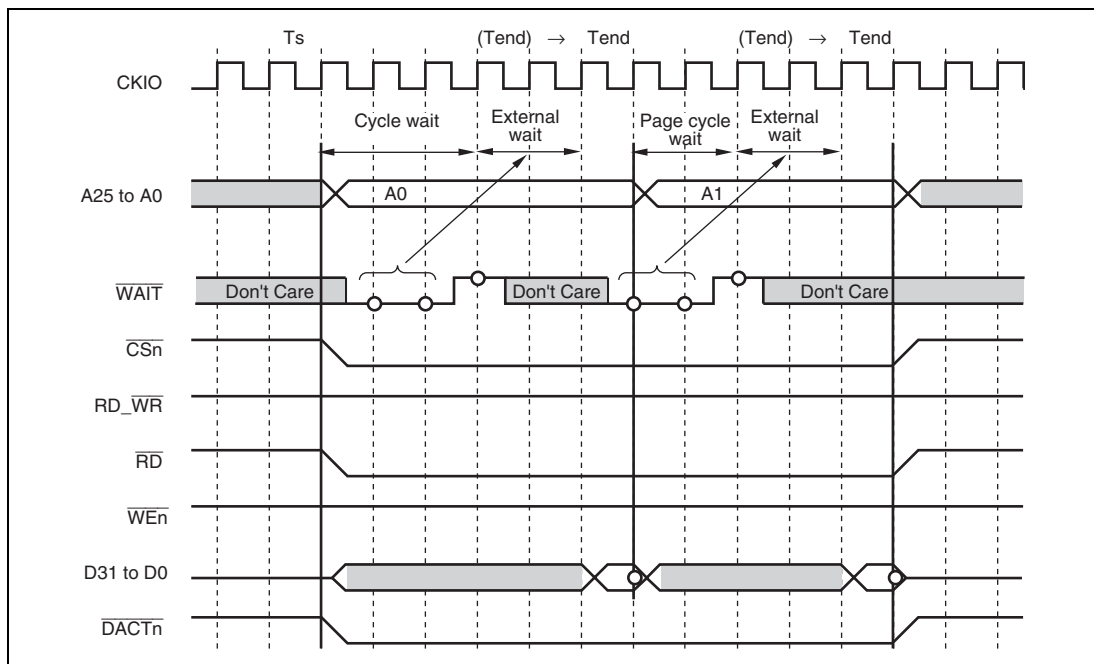 Ts (Tend) → Tend (Tend) → Tend
CKIO
Cycle wait External wait Page cycle wait External wait
A25 to A0 A0 A1
WAIT Don't Care Don't Care Don't Care
CSn
RD_WR
RD
WEn
D31 to D0
DACTn